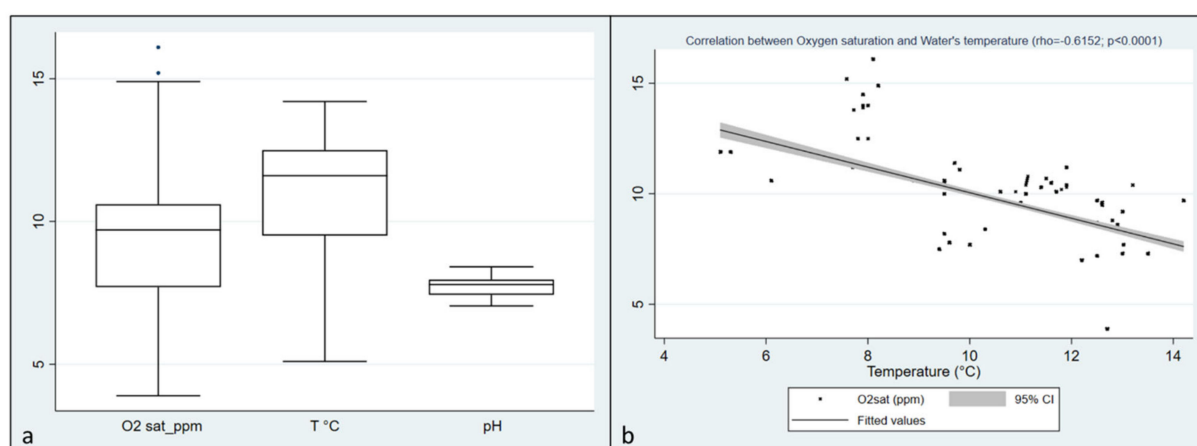 15
10
5
O2 sat_ppm
T °C
pH
a
Correlation between Oxygen saturation and Water's temperature (rho=-0.6152; p<0.0001)
15
10
5
4
6
8
10
12
14
Temperature (°C)
O2sat (ppm)
95% CI
Fitted values
b